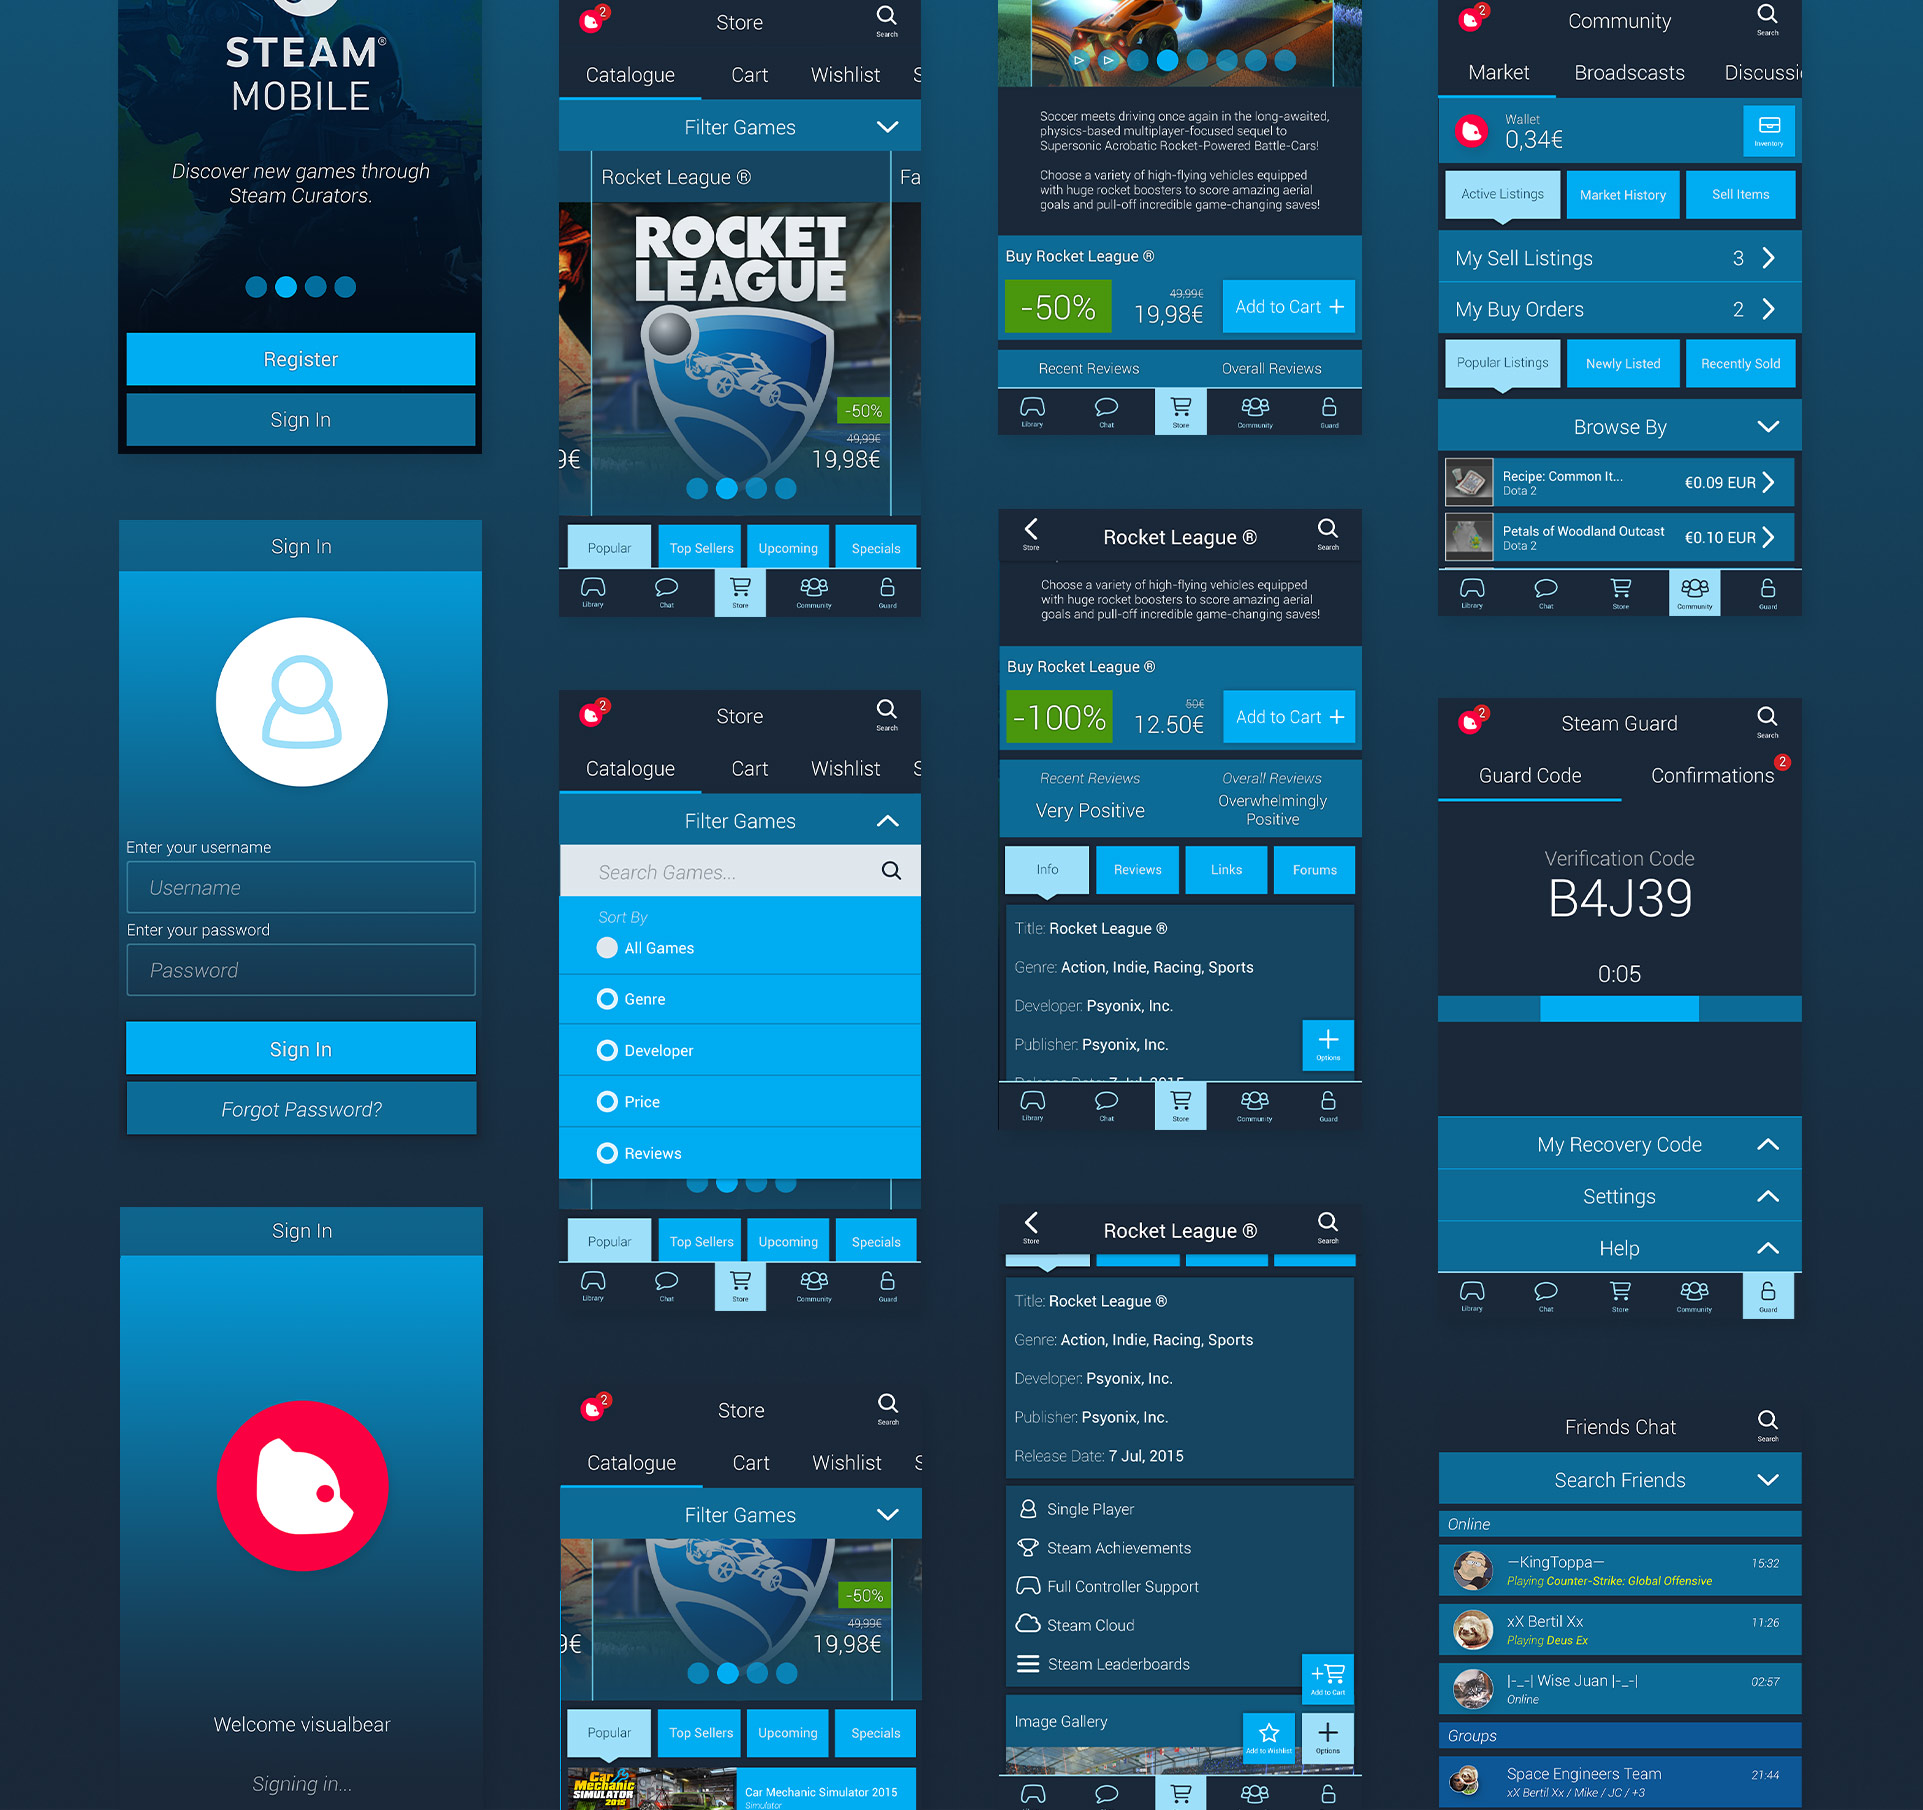 STEAM®
MOBILE
Discover new games through
Steam Curators.
Register
Sign In
Sign In
Enter your username
Username
Enter your password
Password
Sign In
Forgot Password?
Sign In
Welcome visualbear
Signing in...
2
Store
Search
Catalogue
Cart
Wishlist
S
Filter Games
Rocket League ®
Fa
ROCKET
LEAGUE
-50%
49,99€
9€
19,98€
Popular
Top Sellers
Upcoming
Specials
Library
Chat
Store
Community
Guard
2
Store
Search
Catalogue
Cart
Wishlist
S
Filter Games
Search Games...
Sort By
All Games
Genre
Developer
Price
Reviews
Popular
Top Sellers
Upcoming
Specials
Library
Chat
Store
Community
Guard
2
Store
Search
Catalogue
Cart
Wishlist
S
Filter Games
-50%
49,99€
9€
19,98€
Popular
Top Sellers
Upcoming
Specials
Car
Mechanic
SIMULATOR
2015
Car Mechanic Simulator 2015
Simulator
Soccer meets driving once again in the long-awaited,
physics-based multiplayer-focused sequel to
Supersonic Acrobatic Rocket-Powered Battle-Cars!
Choose a variety of high-flying vehicles equipped
with huge rocket boosters to score amazing aerial
goals and pull-off incredible game-changing saves!
Buy Rocket League ®
-50%
49,99€
19,98€
Add to Cart
Recent Reviews
Overall Reviews
Library
Chat
Store
Community
Guard
Store
Rocket League ®
Search
Choose a variety of high-flying vehicles equipped
with huge rocket boosters to score amazing aerial
goals and pull-off incredible game-changing saves!
Buy Rocket League ®
-100%
50€
12.50€
Add to Cart
Recent Reviews
Very Positive
Overall Reviews
Overwhelmingly
Positive
Info
Reviews
Links
Forums
Title: Rocket League ®
Genre: Action, Indie, Racing, Sports
Developer: Psyonix, Inc.
Publisher: Psyonix, Inc.
Release Date: 7 Jul, 2015
Options
Library
Chat
Store
Community
Guard
Store
Rocket League ®
Search
Title: Rocket League ®
Genre: Action, Indie, Racing, Sports
Developer: Psyonix, Inc.
Publisher: Psyonix, Inc.
Release Date: 7 Jul, 2015
Single Player
Steam Achievements
Full Controller Support
Steam Cloud
Steam Leaderboards
Add to Cart
Image Gallery
Add to Wishlist
Options
2
Community
Search
Market
Broadscasts
Discussi
Wallet
0,34€
Inventory
Active Listings
Market History
Sell Items
My Sell Listings 3
My Buy Orders 2
Popular Listings
Newly Listed
Recently Sold
Browse By
Recipe: Common It...
Dota 2
€0.09 EUR
Petals of Woodland Outcast
Dota 2
€0.10 EUR
Library
Chat
Store
Community
Guard
2
Steam Guard
Search
Guard Code
Confirmations
2
Verification Code
B4J39
0:05
My Recovery Code
Settings
Help
Library
Chat
Store
Community
Guard
Friends Chat
Search
Search Friends
Online
—KingToppa—
15:32
Playing Counter-Strike: Global Offensive
xX Bertil Xx
11:26
Playing Deus Ex
|-_-| Wise Juan |-_-|
02:57
Online
Groups
Space Engineers Team
21:44
xX Bertil Xx / Mike / JC / +3